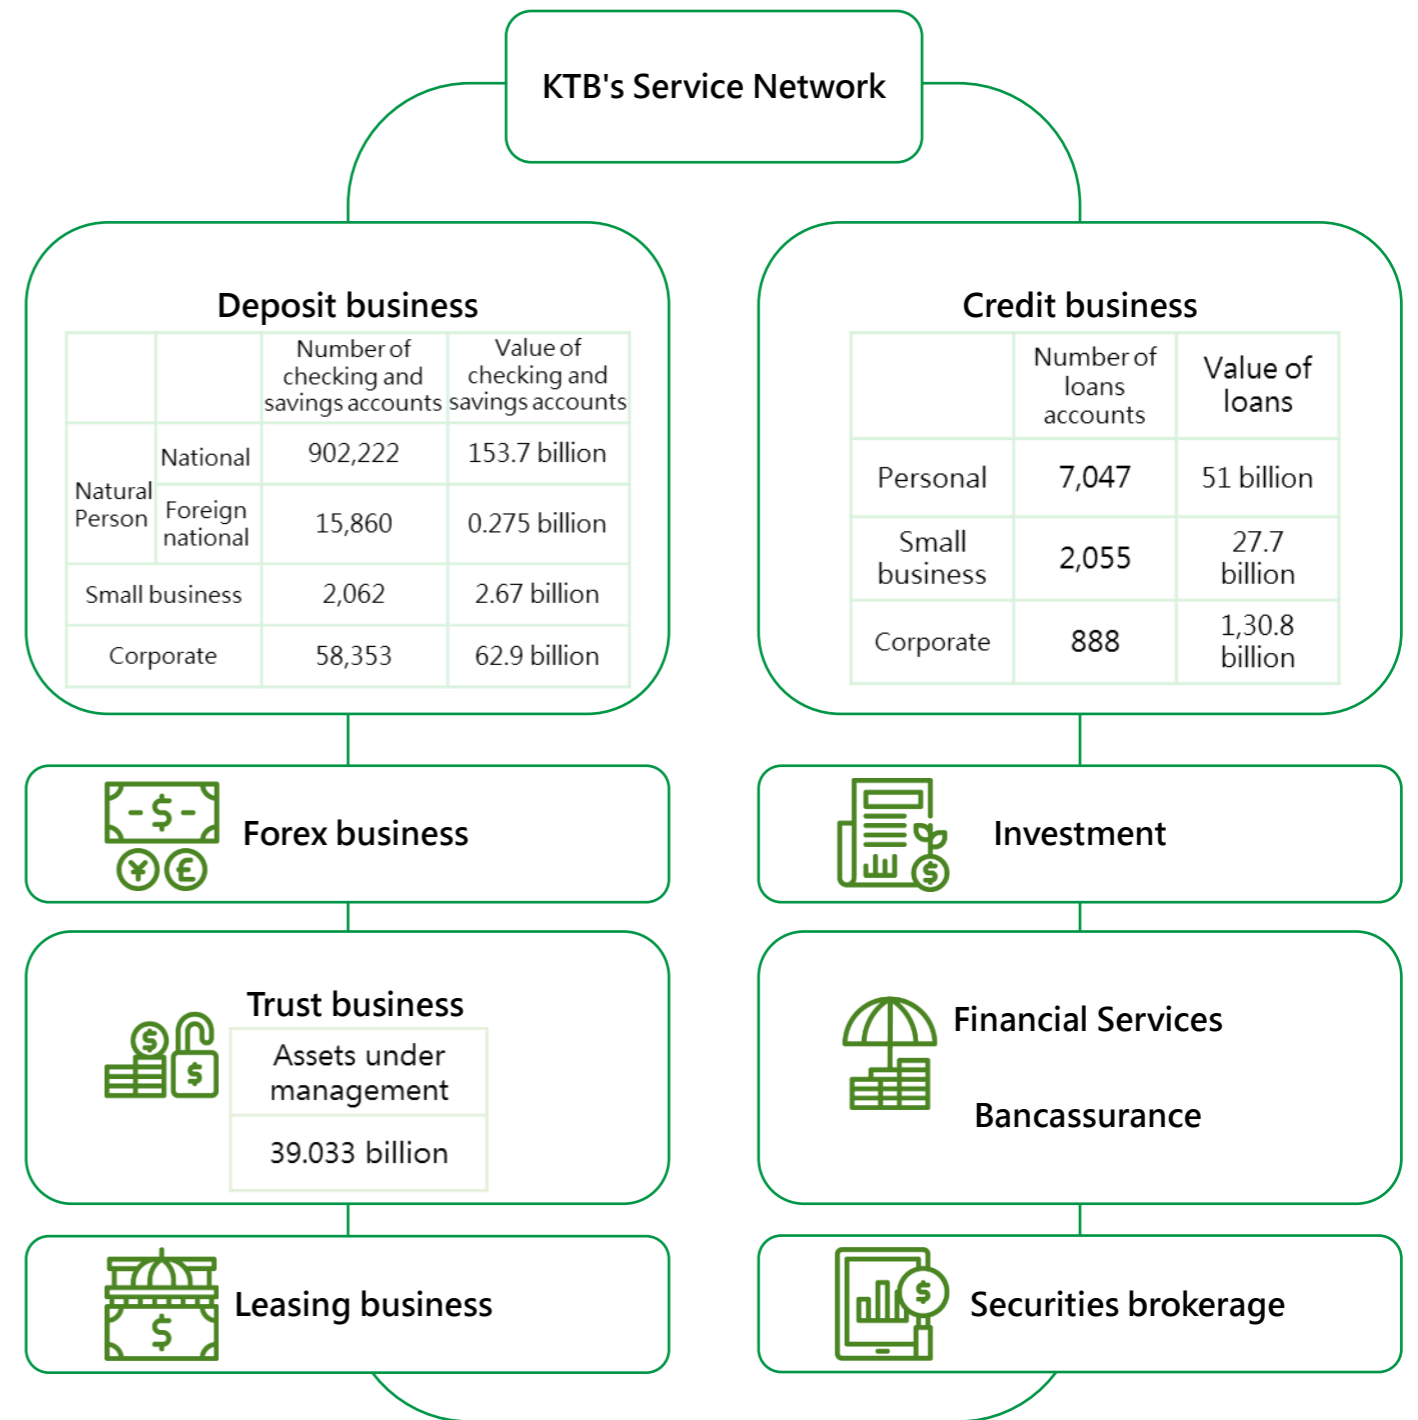 KTB's Service Network
Deposit business
Number of
checking and
savings accounts
Value of
checking and
savings accounts
Natural
Person
National
902,222
153.7 billion
Foreign
national
15,860
0.275 billion
Small business
2,062
2.67 billion
Corporate
58,353
62.9 billion
Credit business
Number of
loans
accounts
Value of
loans
Personal
7,047
51 billion
Small
business
2,055
27.7
billion
Corporate
888
1,30.8
billion
-$-
¥
£
Forex business
$
Investment
$
$
Trust business
Assets under
management
39.033 billion
Financial Services
Bancassurance
$
Leasing business
$
Securities brokerage